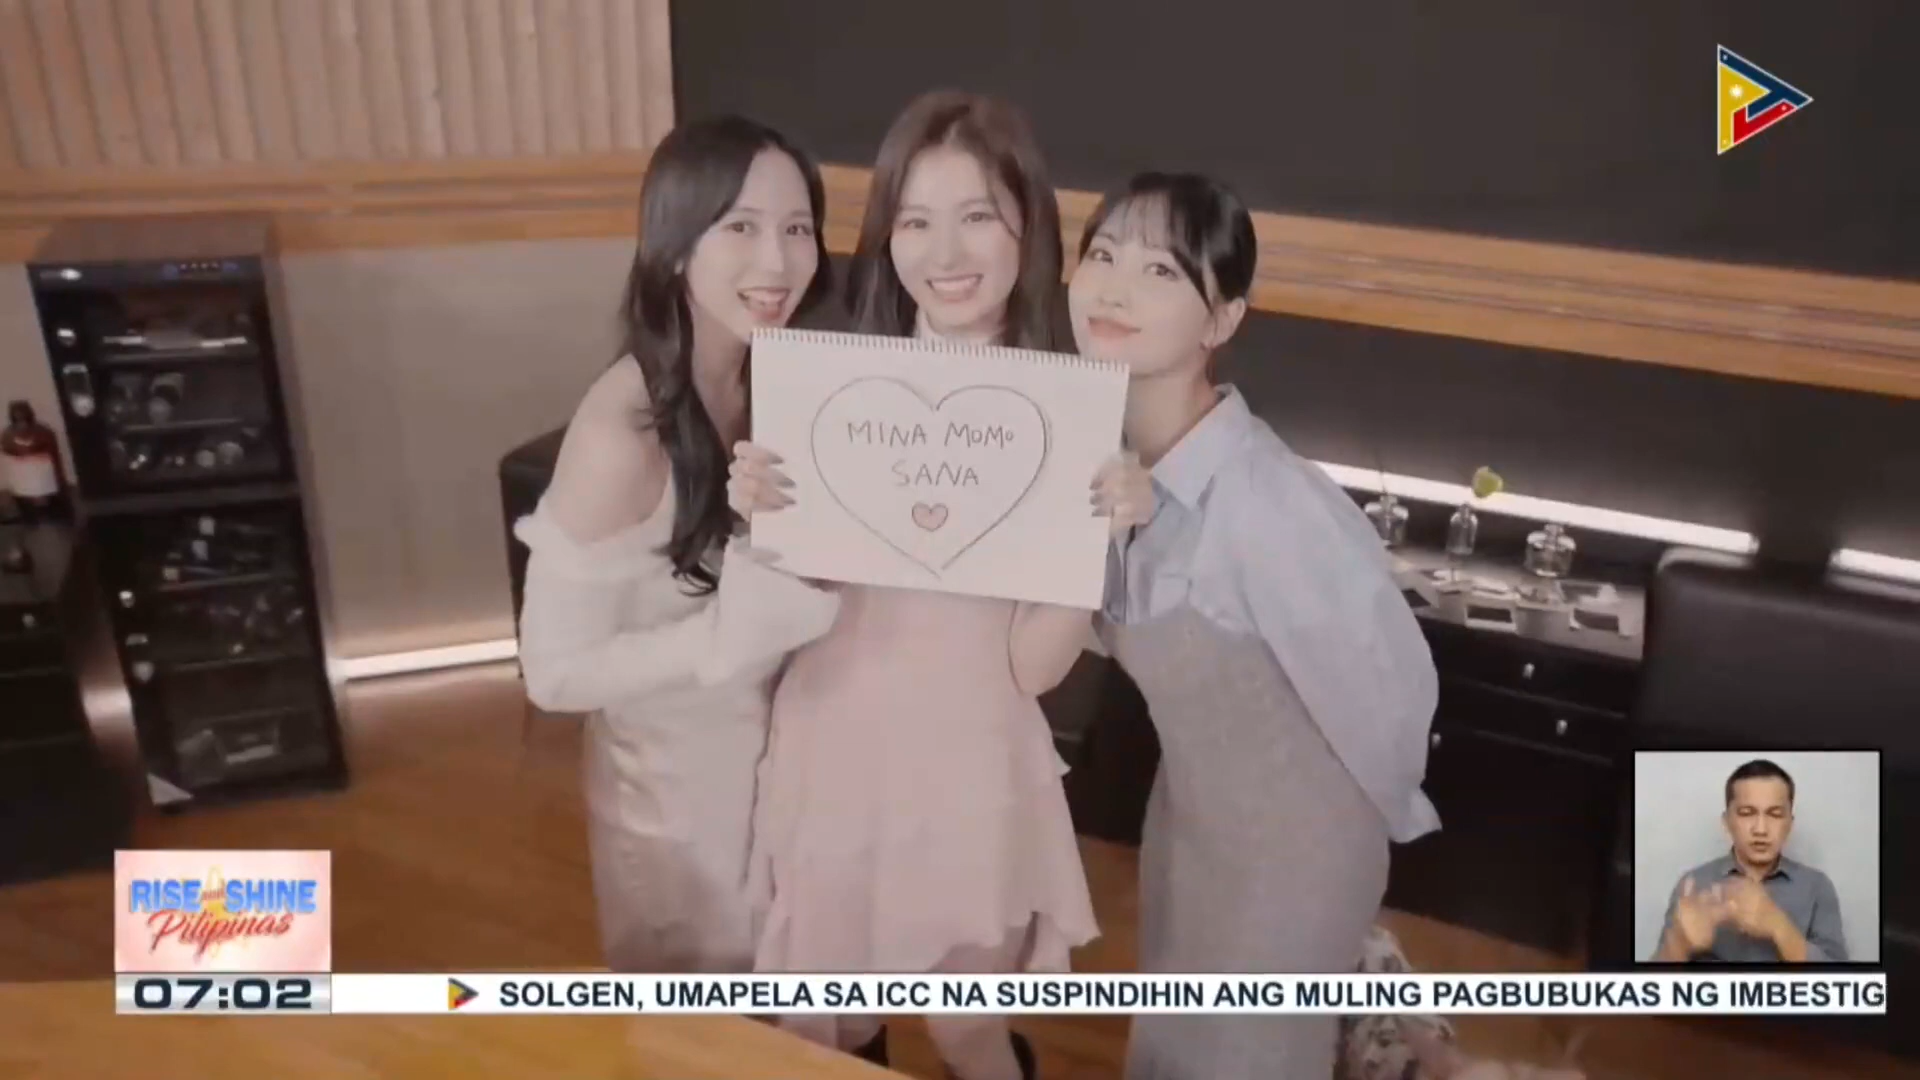 MINA MOMO
SANA
RISE and SHINE
Pilipinas
07:02
SOLGEN, UMAPELA SA ICC NA SUSPINDIHIN ANG MULING PAGBUBUKAS NG IMBESTIG